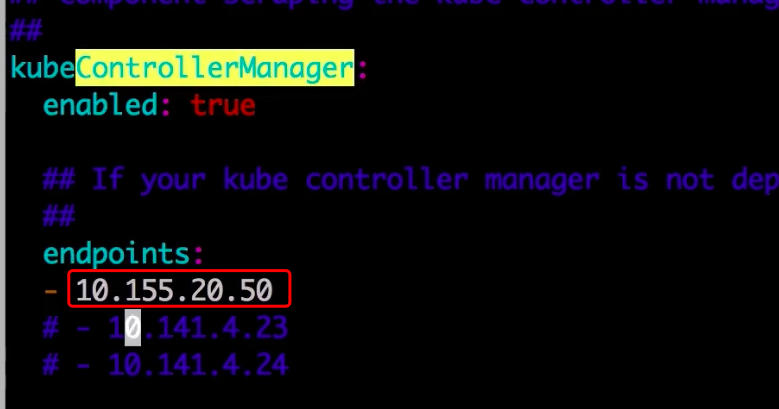 ## Component scraping the kube controller manag
##
kubeControllerManager:
  enabled: true
  ## If your kube controller manager is not dep
  ##
  endpoints:
  - 10.155.20.50
  # - 10.141.4.23
  # - 10.141.4.24